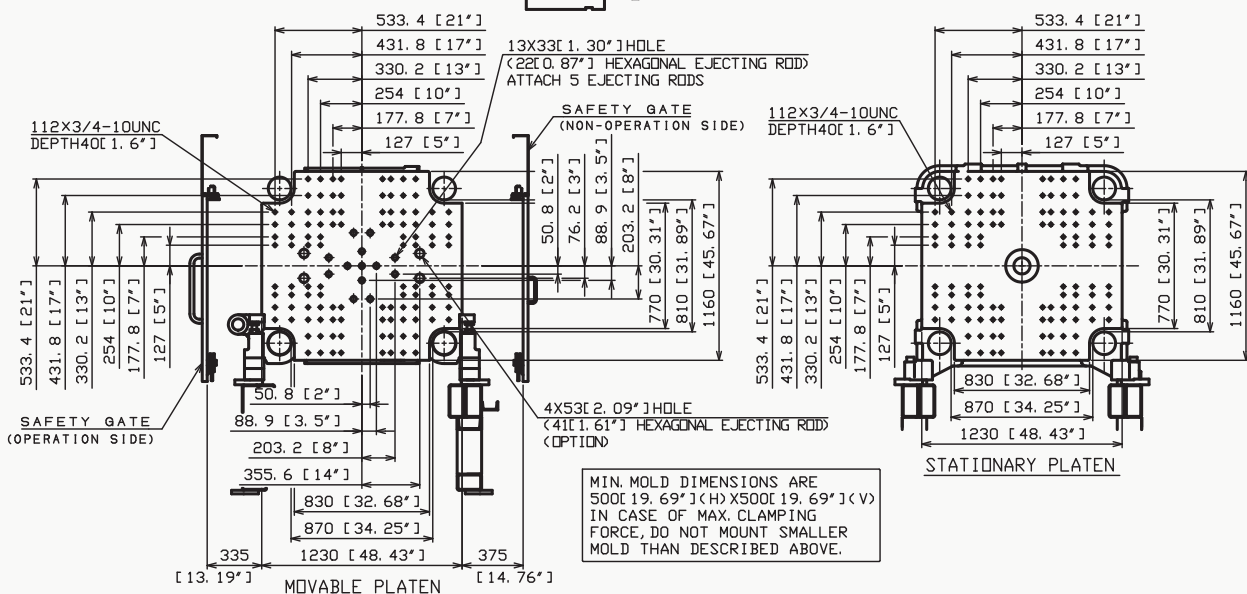 533.4 [21"]
431.8 [17"]
330.2 [13"]
254 [10"]
177.8 [7"]
127 [5"]
13X33[1.30"]HOLE
(22[0.87"] HEXAGONAL EJECTING ROD)
ATTACH 5 EJECTING RODS
SAFETY GATE
(NON-OPERATION SIDE)
112×3/4-10UNC
DEPTH40[1.6"]
533.4 [21"]
431.8 [17"]
330.2 [13"]
254 [10"]
177.8 [7"]
127 [5"]
50.8 [2"]
76.2 [3"]
88.9 [3.5"]
203.2 [8"]
770 [30.31"]
810 [31.89"]
1160 [45.67"]
SAFETY GATE
(OPERATION SIDE)
50.8 [2"]
88.9 [3.5"]
203.2 [8"]
355.6 [14"]
830 [32.68"]
870 [34.25"]
335
[13.19"]
1230 [48.43"]
375
[14.76"]
4X53[2.09"]HOLE
(41[1.61"] HEXAGONAL EJECTING ROD)
(OPTION)
MOVABLE PLATEN
MIN. MOLD DIMENSIONS ARE
500[19.69"](H)X500[19.69"](V)
IN CASE OF MAX. CLAMPING
FORCE, DO NOT MOUNT SMALLER
MOLD THAN DESCRIBED ABOVE.
533.4 [21"]
431.8 [17"]
330.2 [13"]
254 [10"]
177.8 [7"]
127 [5"]
112×3/4-10UNC
DEPTH40[1.6"]
533.4 [21"]
431.8 [17"]
330.2 [13"]
254 [10"]
177.8 [7"]
127 [5"]
770 [30.31"]
810 [31.89"]
1160 [45.67"]
830 [32.68"]
870 [34.25"]
1230 [48.43"]
STATIONARY PLATEN